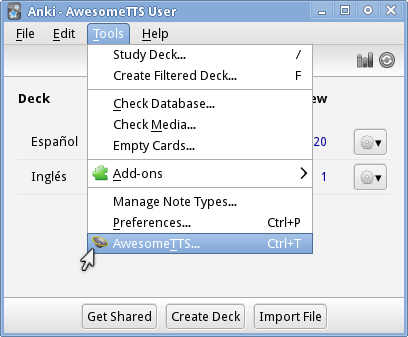 Anki - AwesomeTTS User
File Edit Tools Help
Study Deck... /
Create Filtered Deck... F
Deck ew
Check Database...
Check Media...
Español 20
Empty Cards...
Add-ons
Inglés 1
Manage Note Types...
Preferences... Ctrl+P
AwesomeTTS... Ctrl+T
Get Shared Create Deck Import File